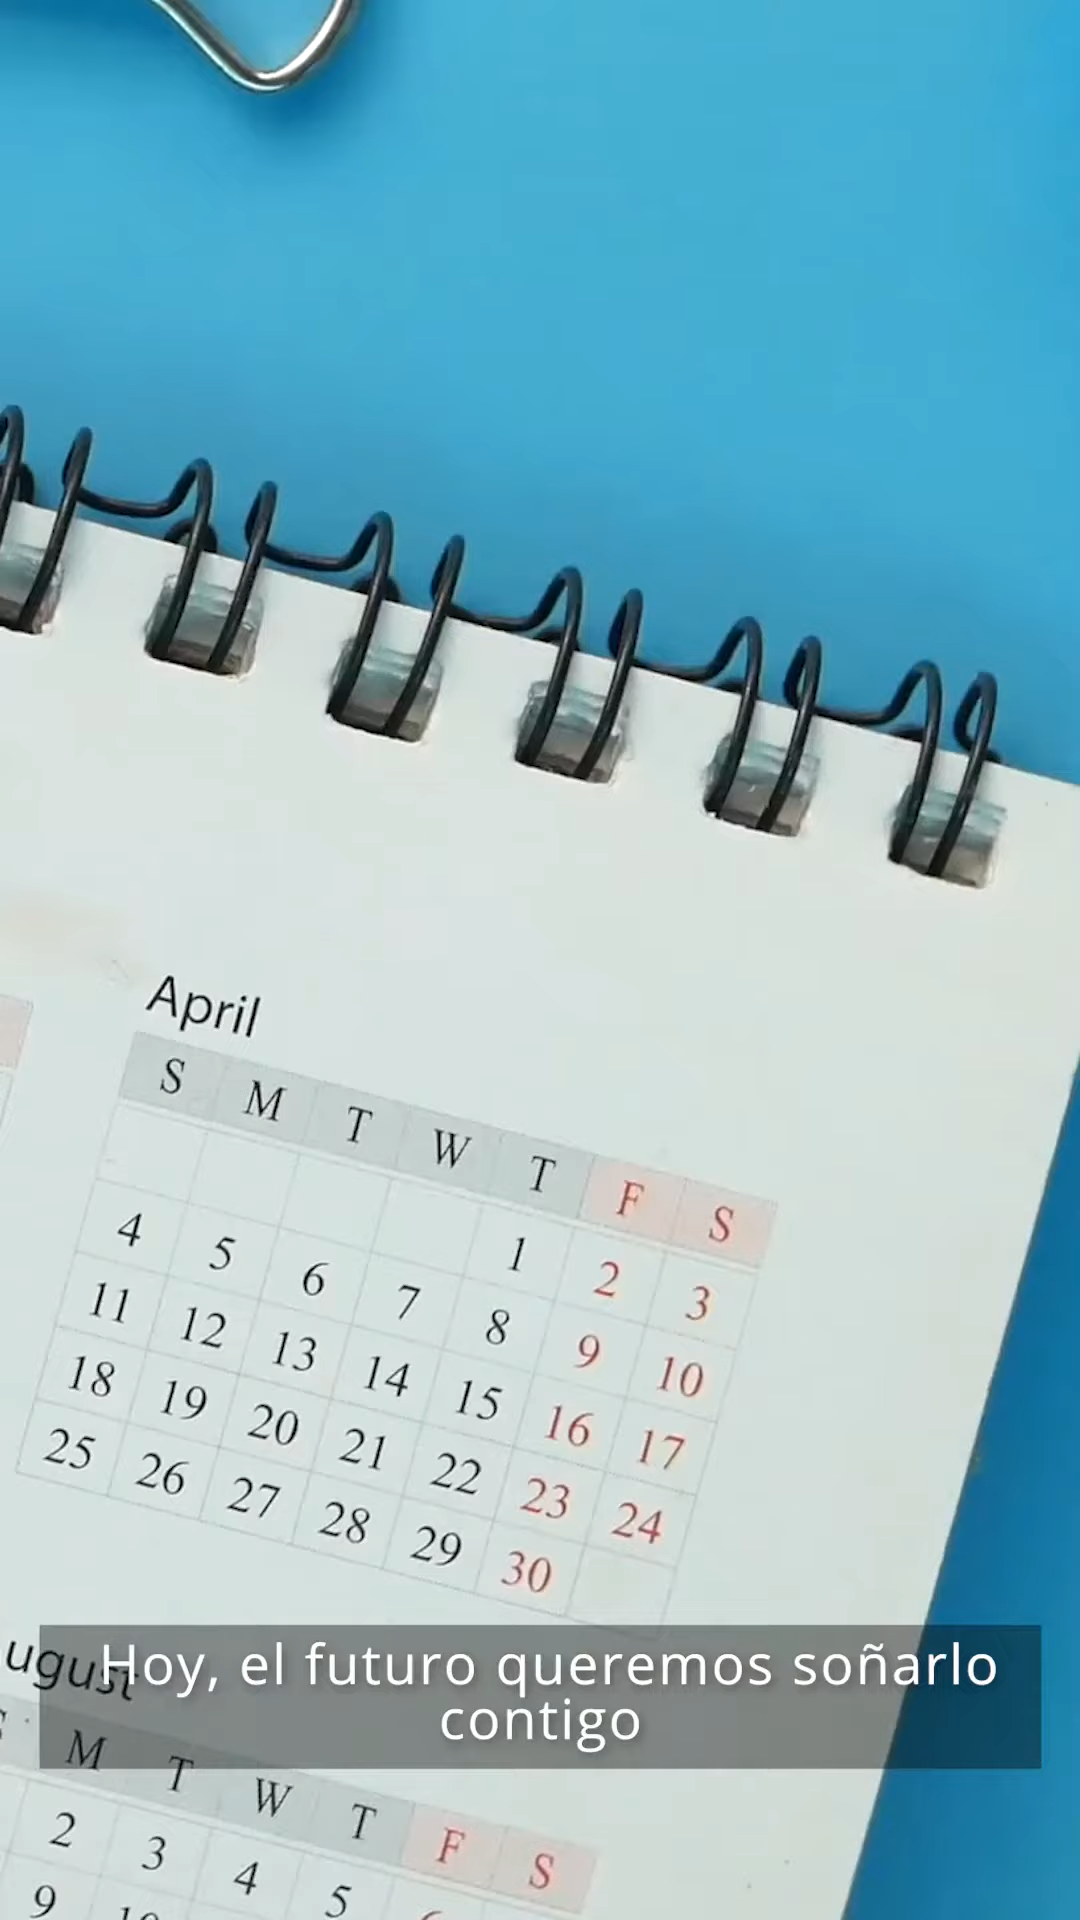 April
S M T W T F S
1 2 3
4 5 6 7 8 9 10
11 12 13 14 15 16 17
18 19 20 21 22 23 24
25 26 27 28 29 30
Hoy, el futuro queremos soñarlo
contigo
M T W T F S
2 3 4 5
9